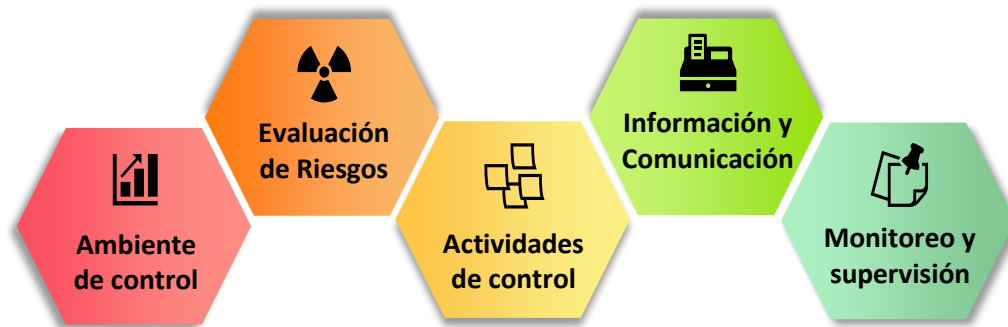 Ambiente
de control
Evaluación
de Riesgos
Actividades
de control
Información y
Comunicación
Monitoreo y
supervisión